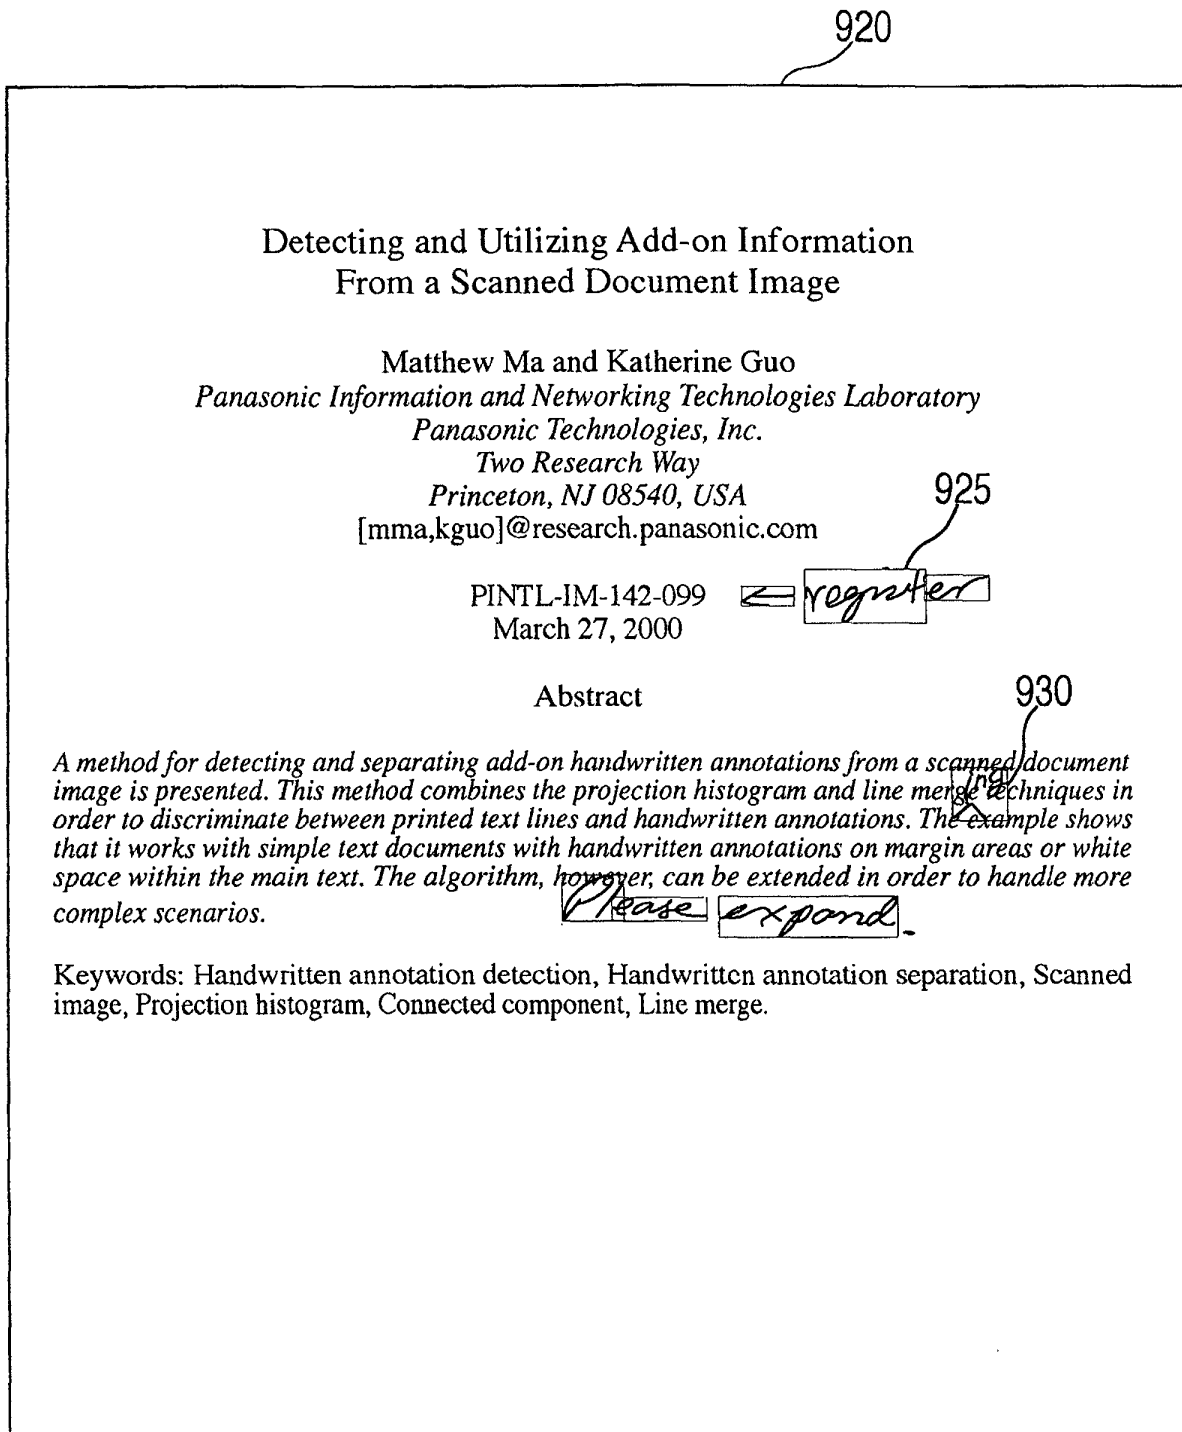 920
Detecting and Utilizing Add-on Information
From a Scanned Document Image
Matthew Ma and Katherine Guo
Panasonic Information and Networking Technologies Laboratory
Panasonic Technologies, Inc.
Two Research Way
Princeton, NJ 08540, USA
925
[mma,kguo]@research.panasonic.com
PINTL-IM-142-099 ← register
March 27, 2000
Abstract
930
A method for detecting and separating add-on handwritten annotations from a scanned document
ing
image is presented. This method combines the projection histogram and line merge techniques in
order to discriminate between printed text lines and handwritten annotations. The example shows
that it works with simple text documents with handwritten annotations on margin areas or white
space within the main text. The algorithm, however, can be extended in order to handle more
complex scenarios. Please expand.
Keywords: Handwritten annotation detection, Handwritten annotation separation, Scanned
image, Projection histogram, Connected component, Line merge.